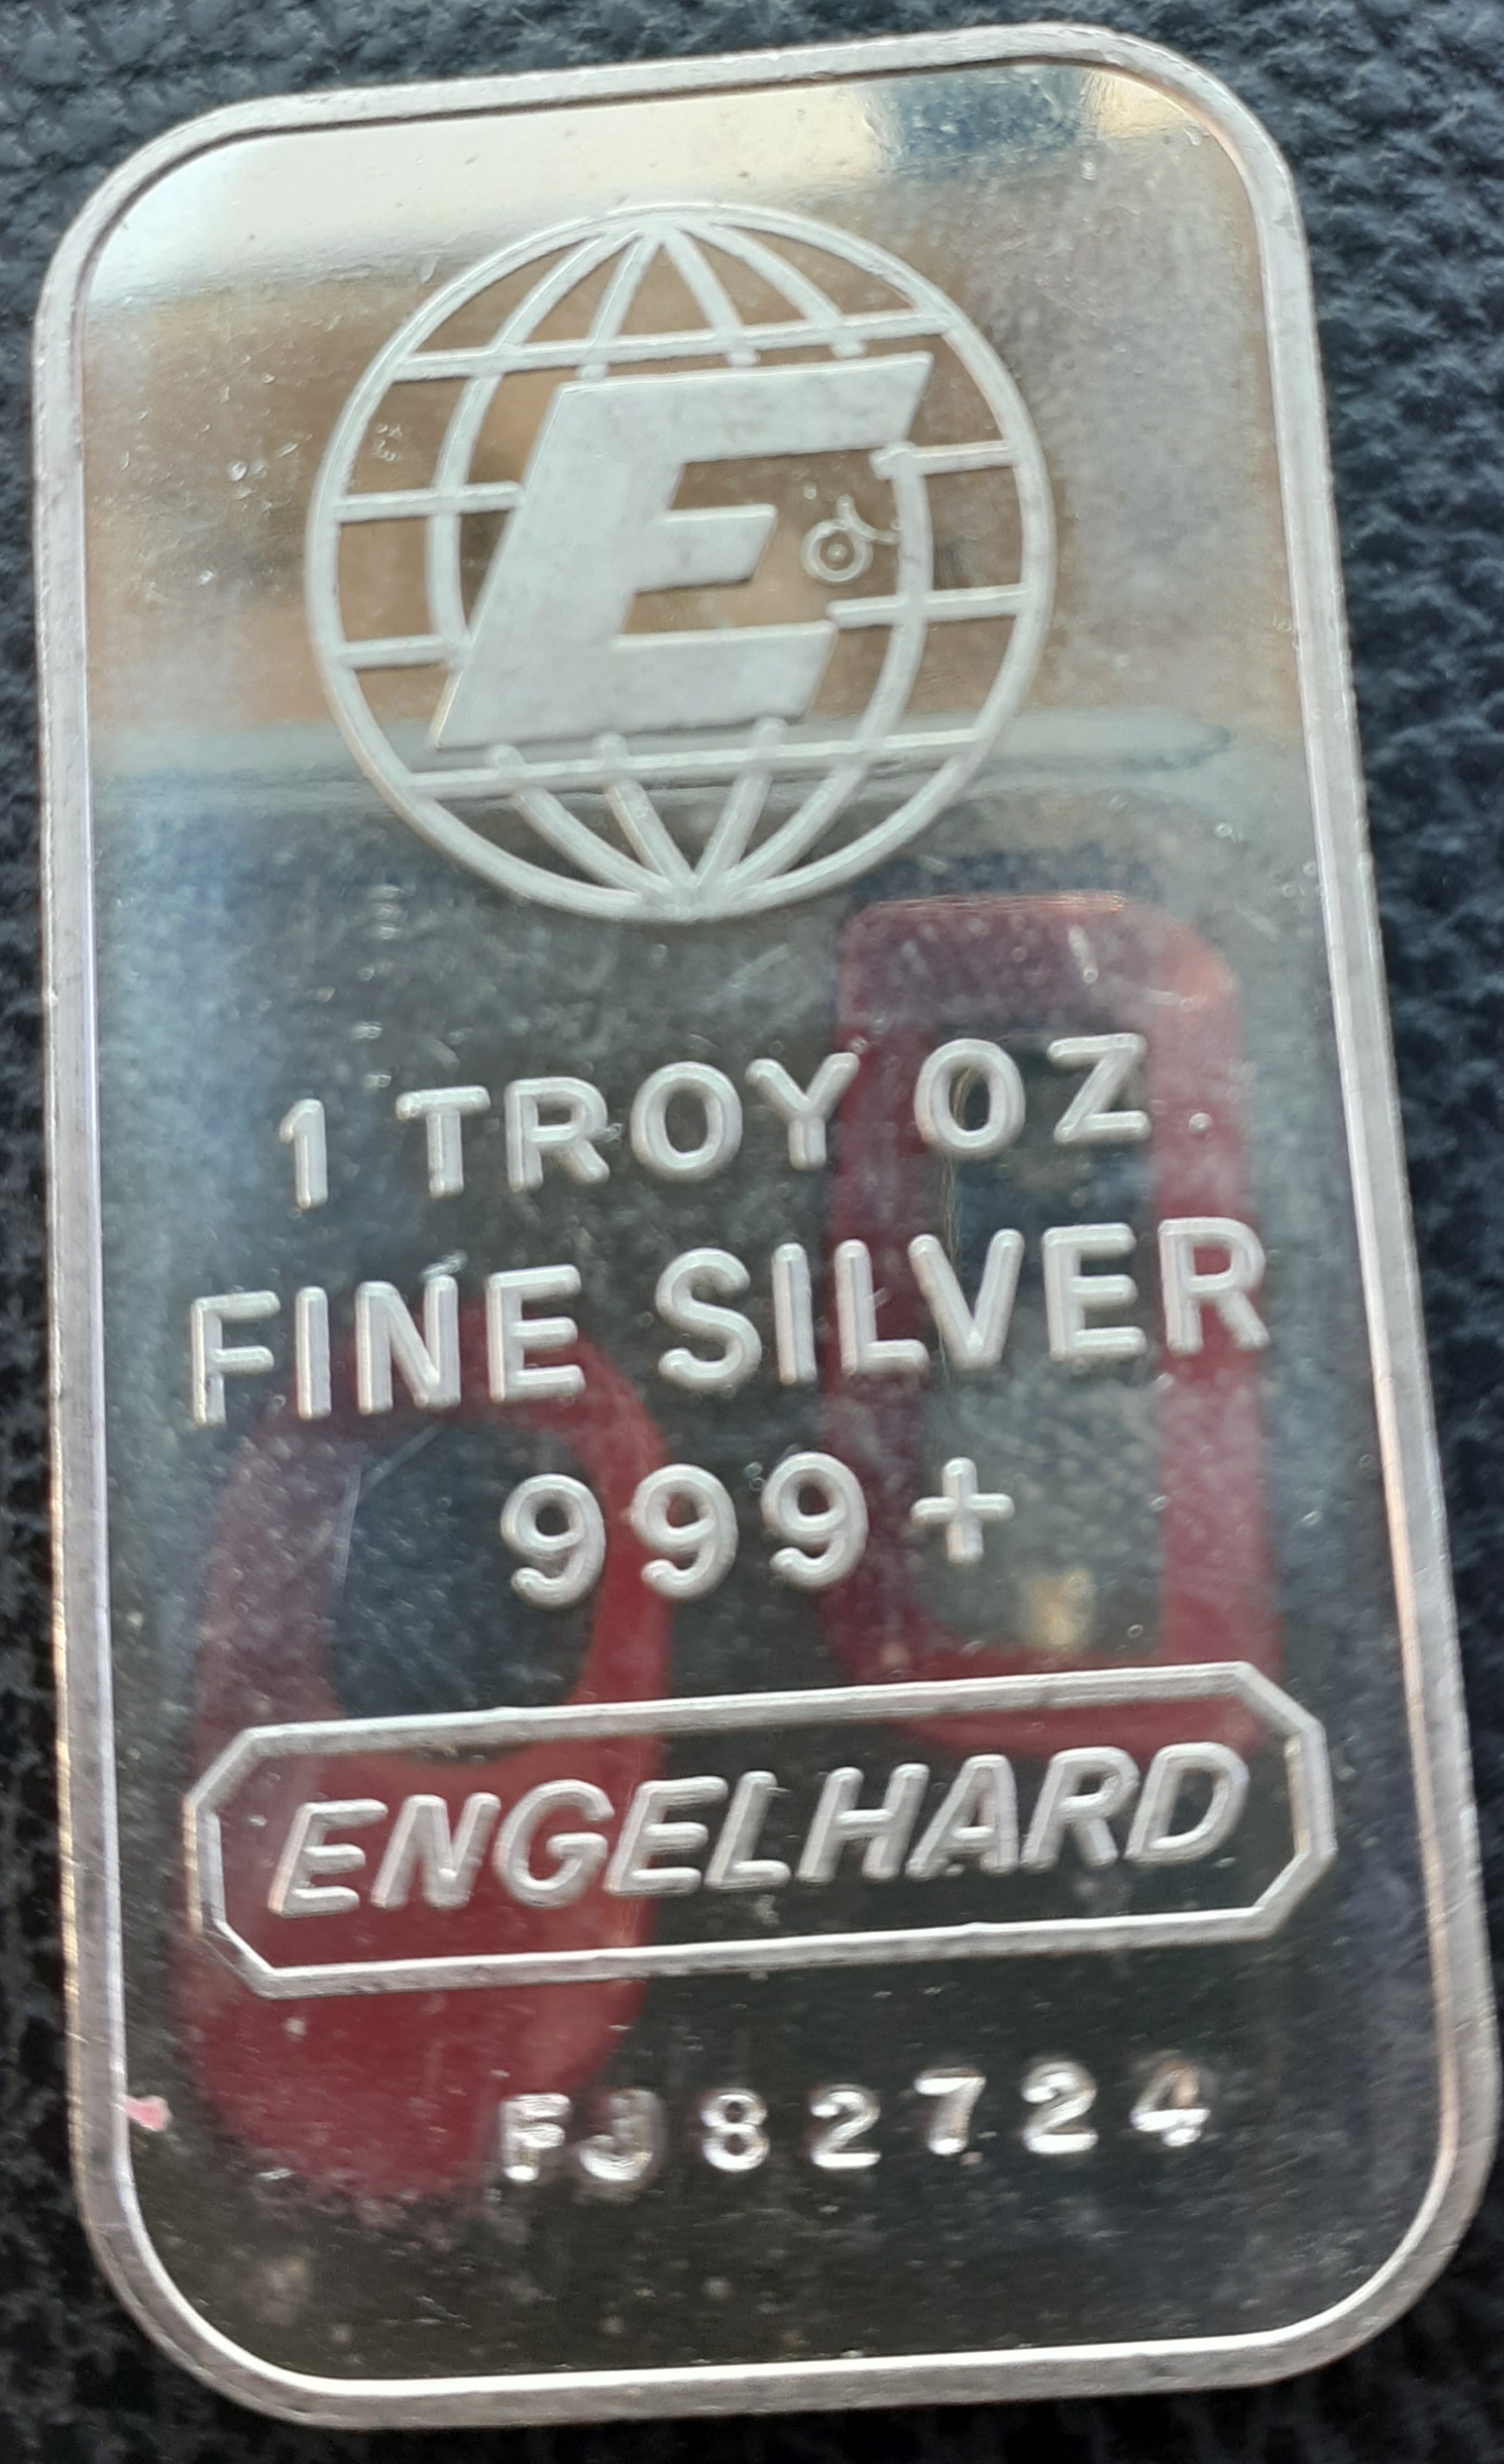 E
1 TROY OZ.
FINE SILVER
999+
ENGELHARD
FJ82724